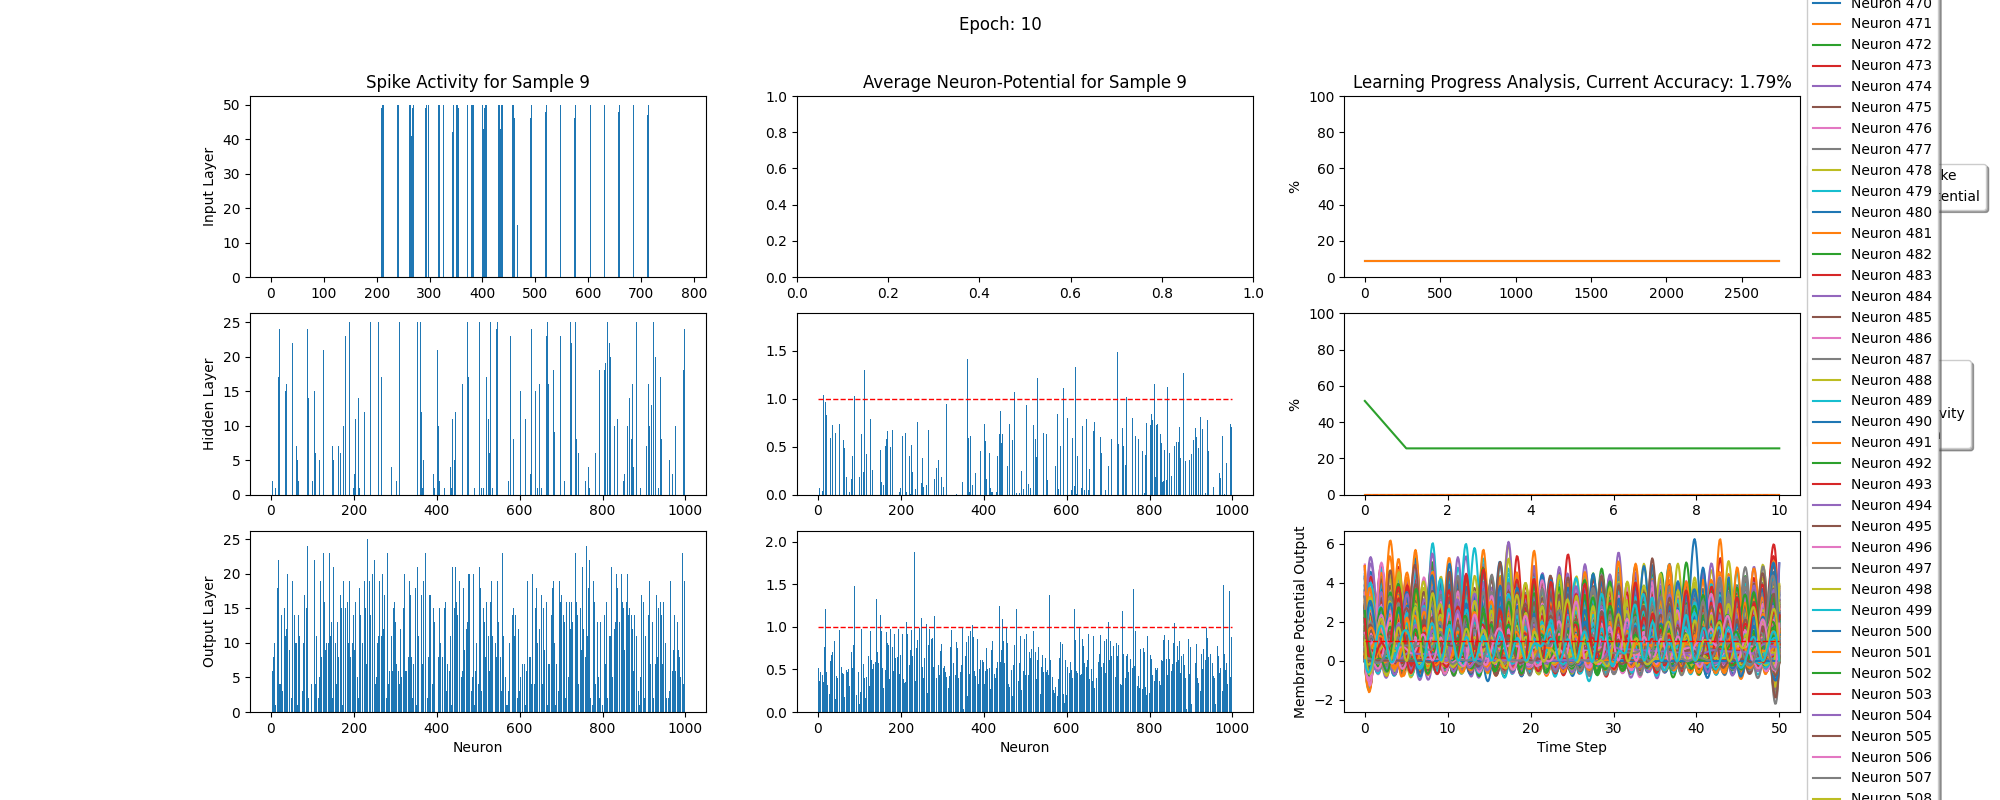 Epoch: 10
Spike Activity for Sample 9
Average Neuron-Potential for Sample 9
Learning Progress Analysis, Current Accuracy: 1.79%
Input Layer
50
40
30
20
10
0
0 100 200 300 400 500 600 700 800
1.0
0.8
0.6
0.4
0.2
0.0
0.0 0.2 0.4 0.6 0.8 1.0
%
100
80
60
40
20
0
0 500 1000 1500 2000 2500
Hidden Layer
25
20
15
10
5
0
0 200 400 600 800 1000
1.5
1.0
0.5
0.0
0 200 400 600 800 1000
%
100
80
60
40
20
0
0 2 4 6 8 10
Output Layer
25
20
15
10
5
0
0 200 400 600 800 1000
Neuron
2.0
1.5
1.0
0.5
0.0
0 200 400 600 800 1000
Neuron
Membrane Potential Output
6
4
2
0
−2
0 10 20 30 40 50
Time Step
Neuron 470
Neuron 471
Neuron 472
Neuron 473
Neuron 474
Neuron 475
Neuron 476
Neuron 477
Neuron 478
Neuron 479
Neuron 480
Neuron 481
Neuron 482
Neuron 483
Neuron 484
Neuron 485
Neuron 486
Neuron 487
Neuron 488
Neuron 489
Neuron 490
Neuron 491
Neuron 492
Neuron 493
Neuron 494
Neuron 495
Neuron 496
Neuron 497
Neuron 498
Neuron 499
Neuron 500
Neuron 501
Neuron 502
Neuron 503
Neuron 504
Neuron 505
Neuron 506
Neuron 507
Neuron 508